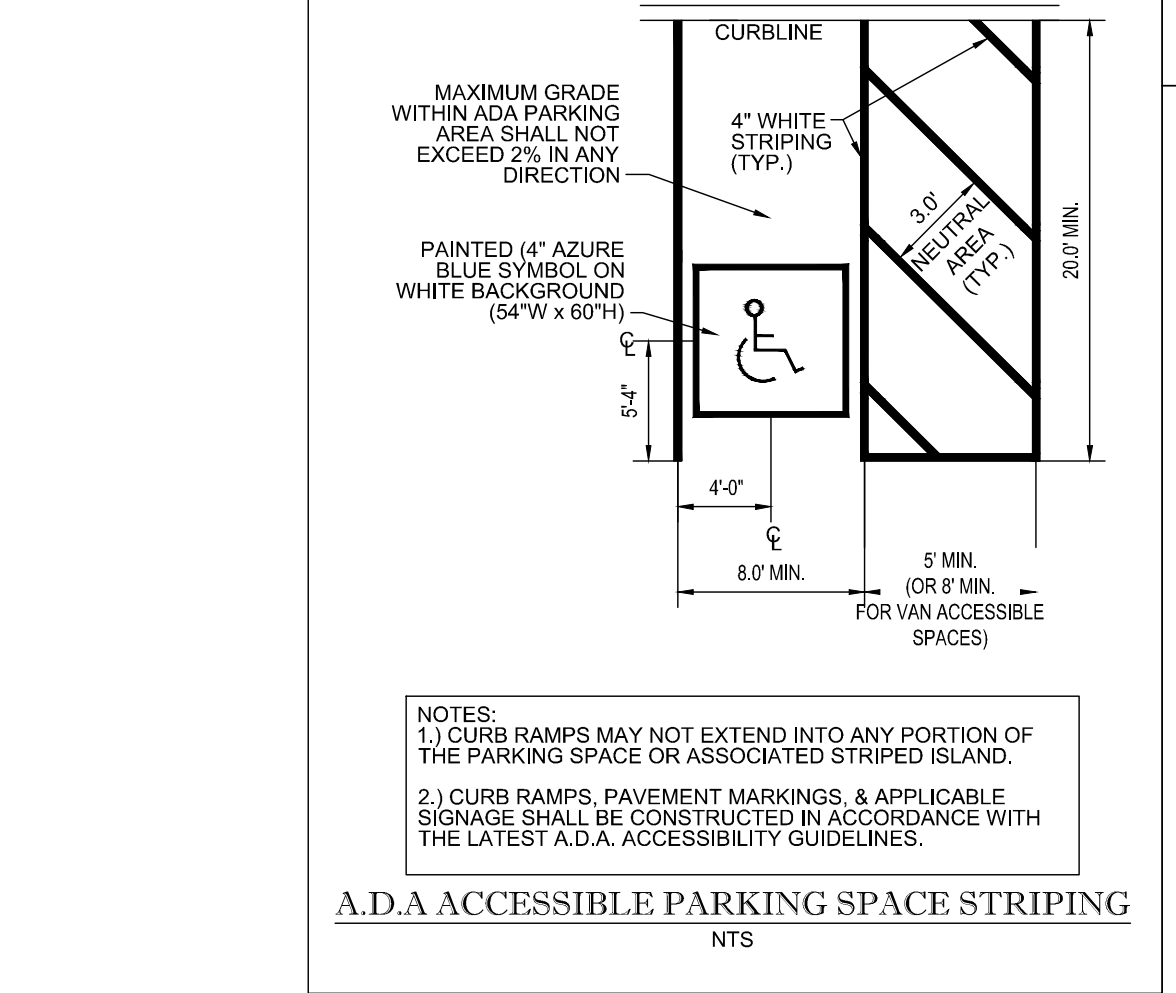 CURBLINE
MAXIMUM GRADE
WITHIN ADA PARKING
AREA SHALL NOT
EXCEED 2% IN ANY
DIRECTION
4" WHITE
STRIPING
(TYP.)
3.0'
NEUTRAL
AREA
(TYP.)
20.0' MIN.
PAINTED (4" AZURE
BLUE SYMBOL ON
WHITE BACKGROUND
(54"W x 60"H)
CL
5'-4"
4'-0"
CL
8.0' MIN.
5' MIN.
(OR 8' MIN.
FOR VAN ACCESSIBLE
SPACES)
NOTES:
1.) CURB RAMPS MAY NOT EXTEND INTO ANY PORTION OF
THE PARKING SPACE OR ASSOCIATED STRIPED ISLAND.
2.) CURB RAMPS, PAVEMENT MARKINGS, & APPLICABLE
SIGNAGE SHALL BE CONSTRUCTED IN ACCORDANCE WITH
THE LATEST A.D.A. ACCESSIBILITY GUIDELINES.
A.D.A ACCESSIBLE PARKING SPACE STRIPING
NTS